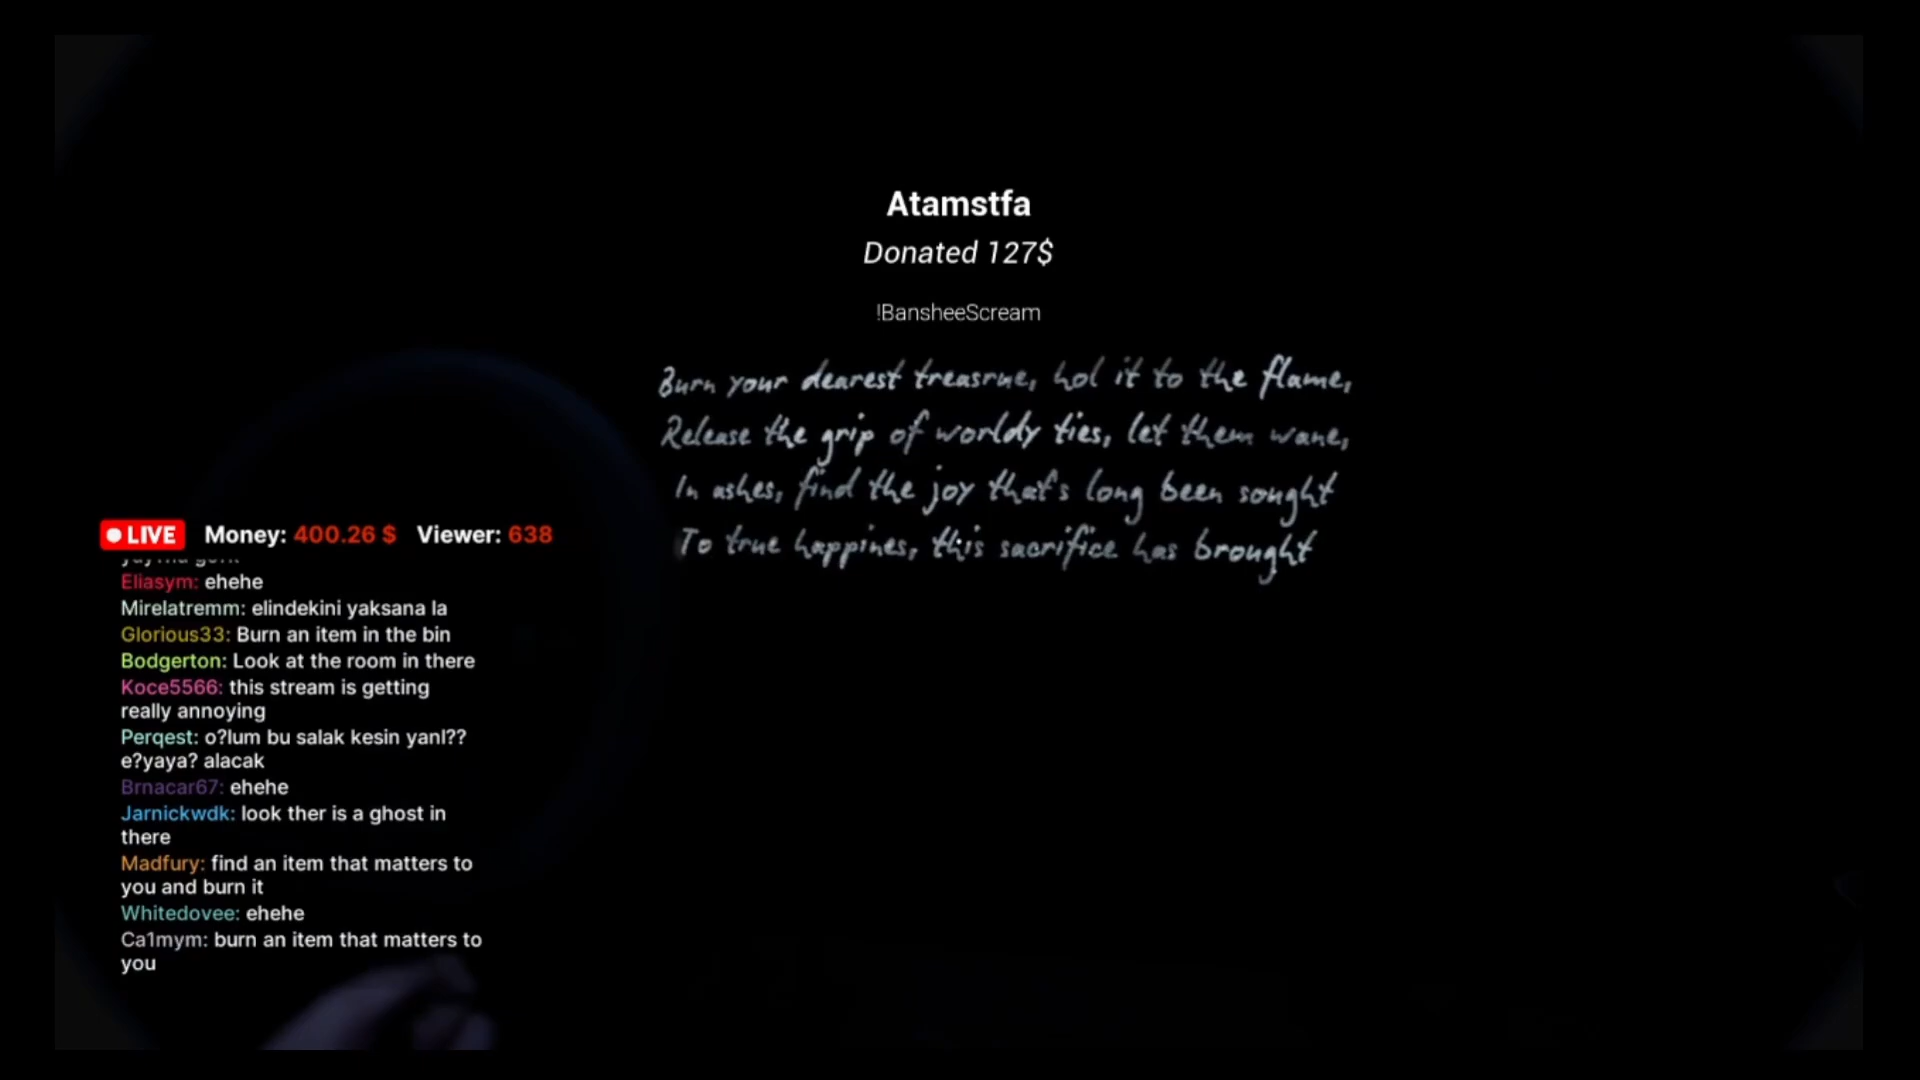 Atamstfa
Donated 127$
!BansheeScream
Burn your dearest treasrue, hol it to the flame,
Release the grip of worldy ties, let them wane,
In ashes, find the joy that's long been sought
To true happines, this sacrifice has brought
LIVE Money: 400.26 $ Viewer: 638
Eliasym: ehehe
Mirelatremm: elindekini yaksana la
Glorious33: Burn an item in the bin
Bodgerton: Look at the room in there
Koce5566: this stream is getting
really annoying
Perqest: o?lum bu salak kesin yanl??
e?yaya? alacak
Brnacar67: ehehe
Jarnickwdk: look ther is a ghost in
there
Madfury: find an item that matters to
you and burn it
Whitedovee: ehehe
Ca1mym: burn an item that matters to
you